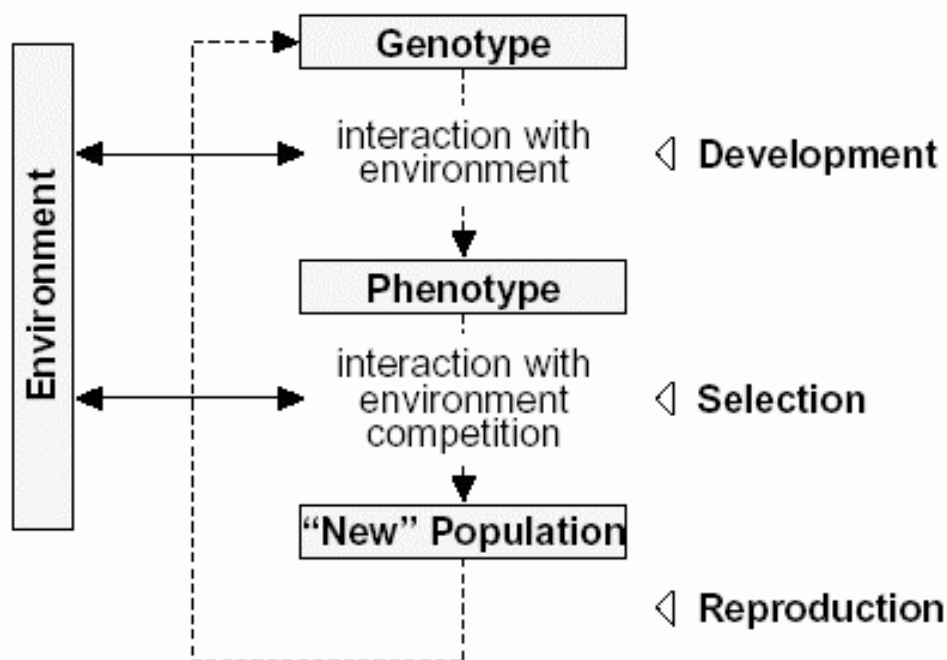 Genotype
interaction with
environment
Development
Environment
Phenotype
interaction with
environment
competition
Selection
“New” Population
Reproduction